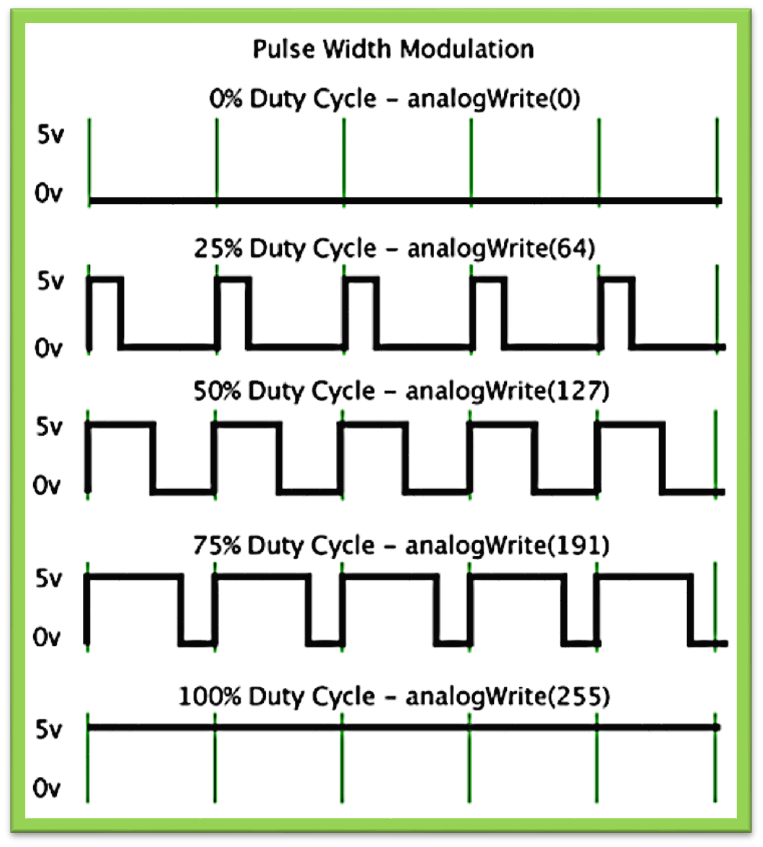 Pulse Width Modulation
0% Duty Cycle – analogWrite(0)
5v
0v
25% Duty Cycle – analogWrite(64)
5v
0v
50% Duty Cycle – analogWrite(127)
5v
0v
75% Duty Cycle – analogWrite(191)
5v
0v
100% Duty Cycle – analogWrite(255)
5v
0v